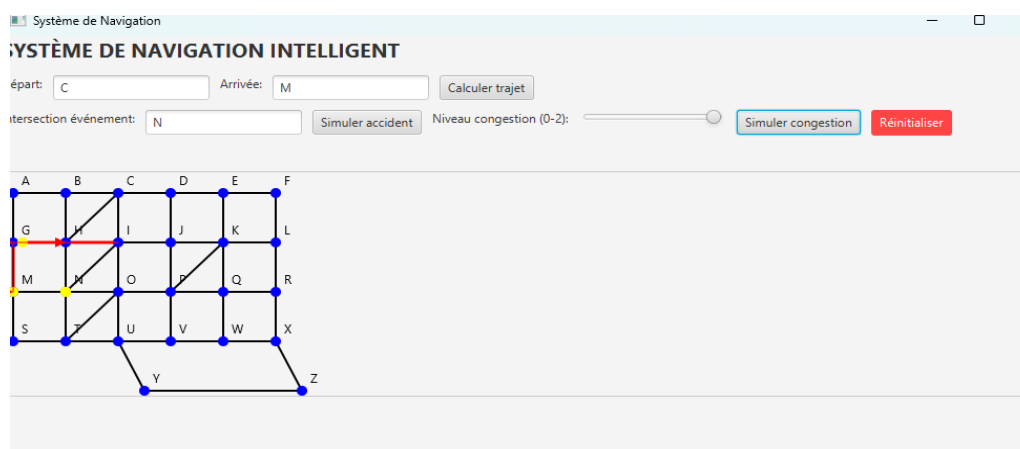 Système de Navigation
SYSTÈME DE NAVIGATION INTELLIGENT
épart: C Arrivée: M Calculer trajet
ntersection événement: N Simuler accident Niveau congestion (0-2): Simuler congestion Réinitialiser
A B C D E F
G H I J K L
M N O P Q R
S T U V W X
Y Z